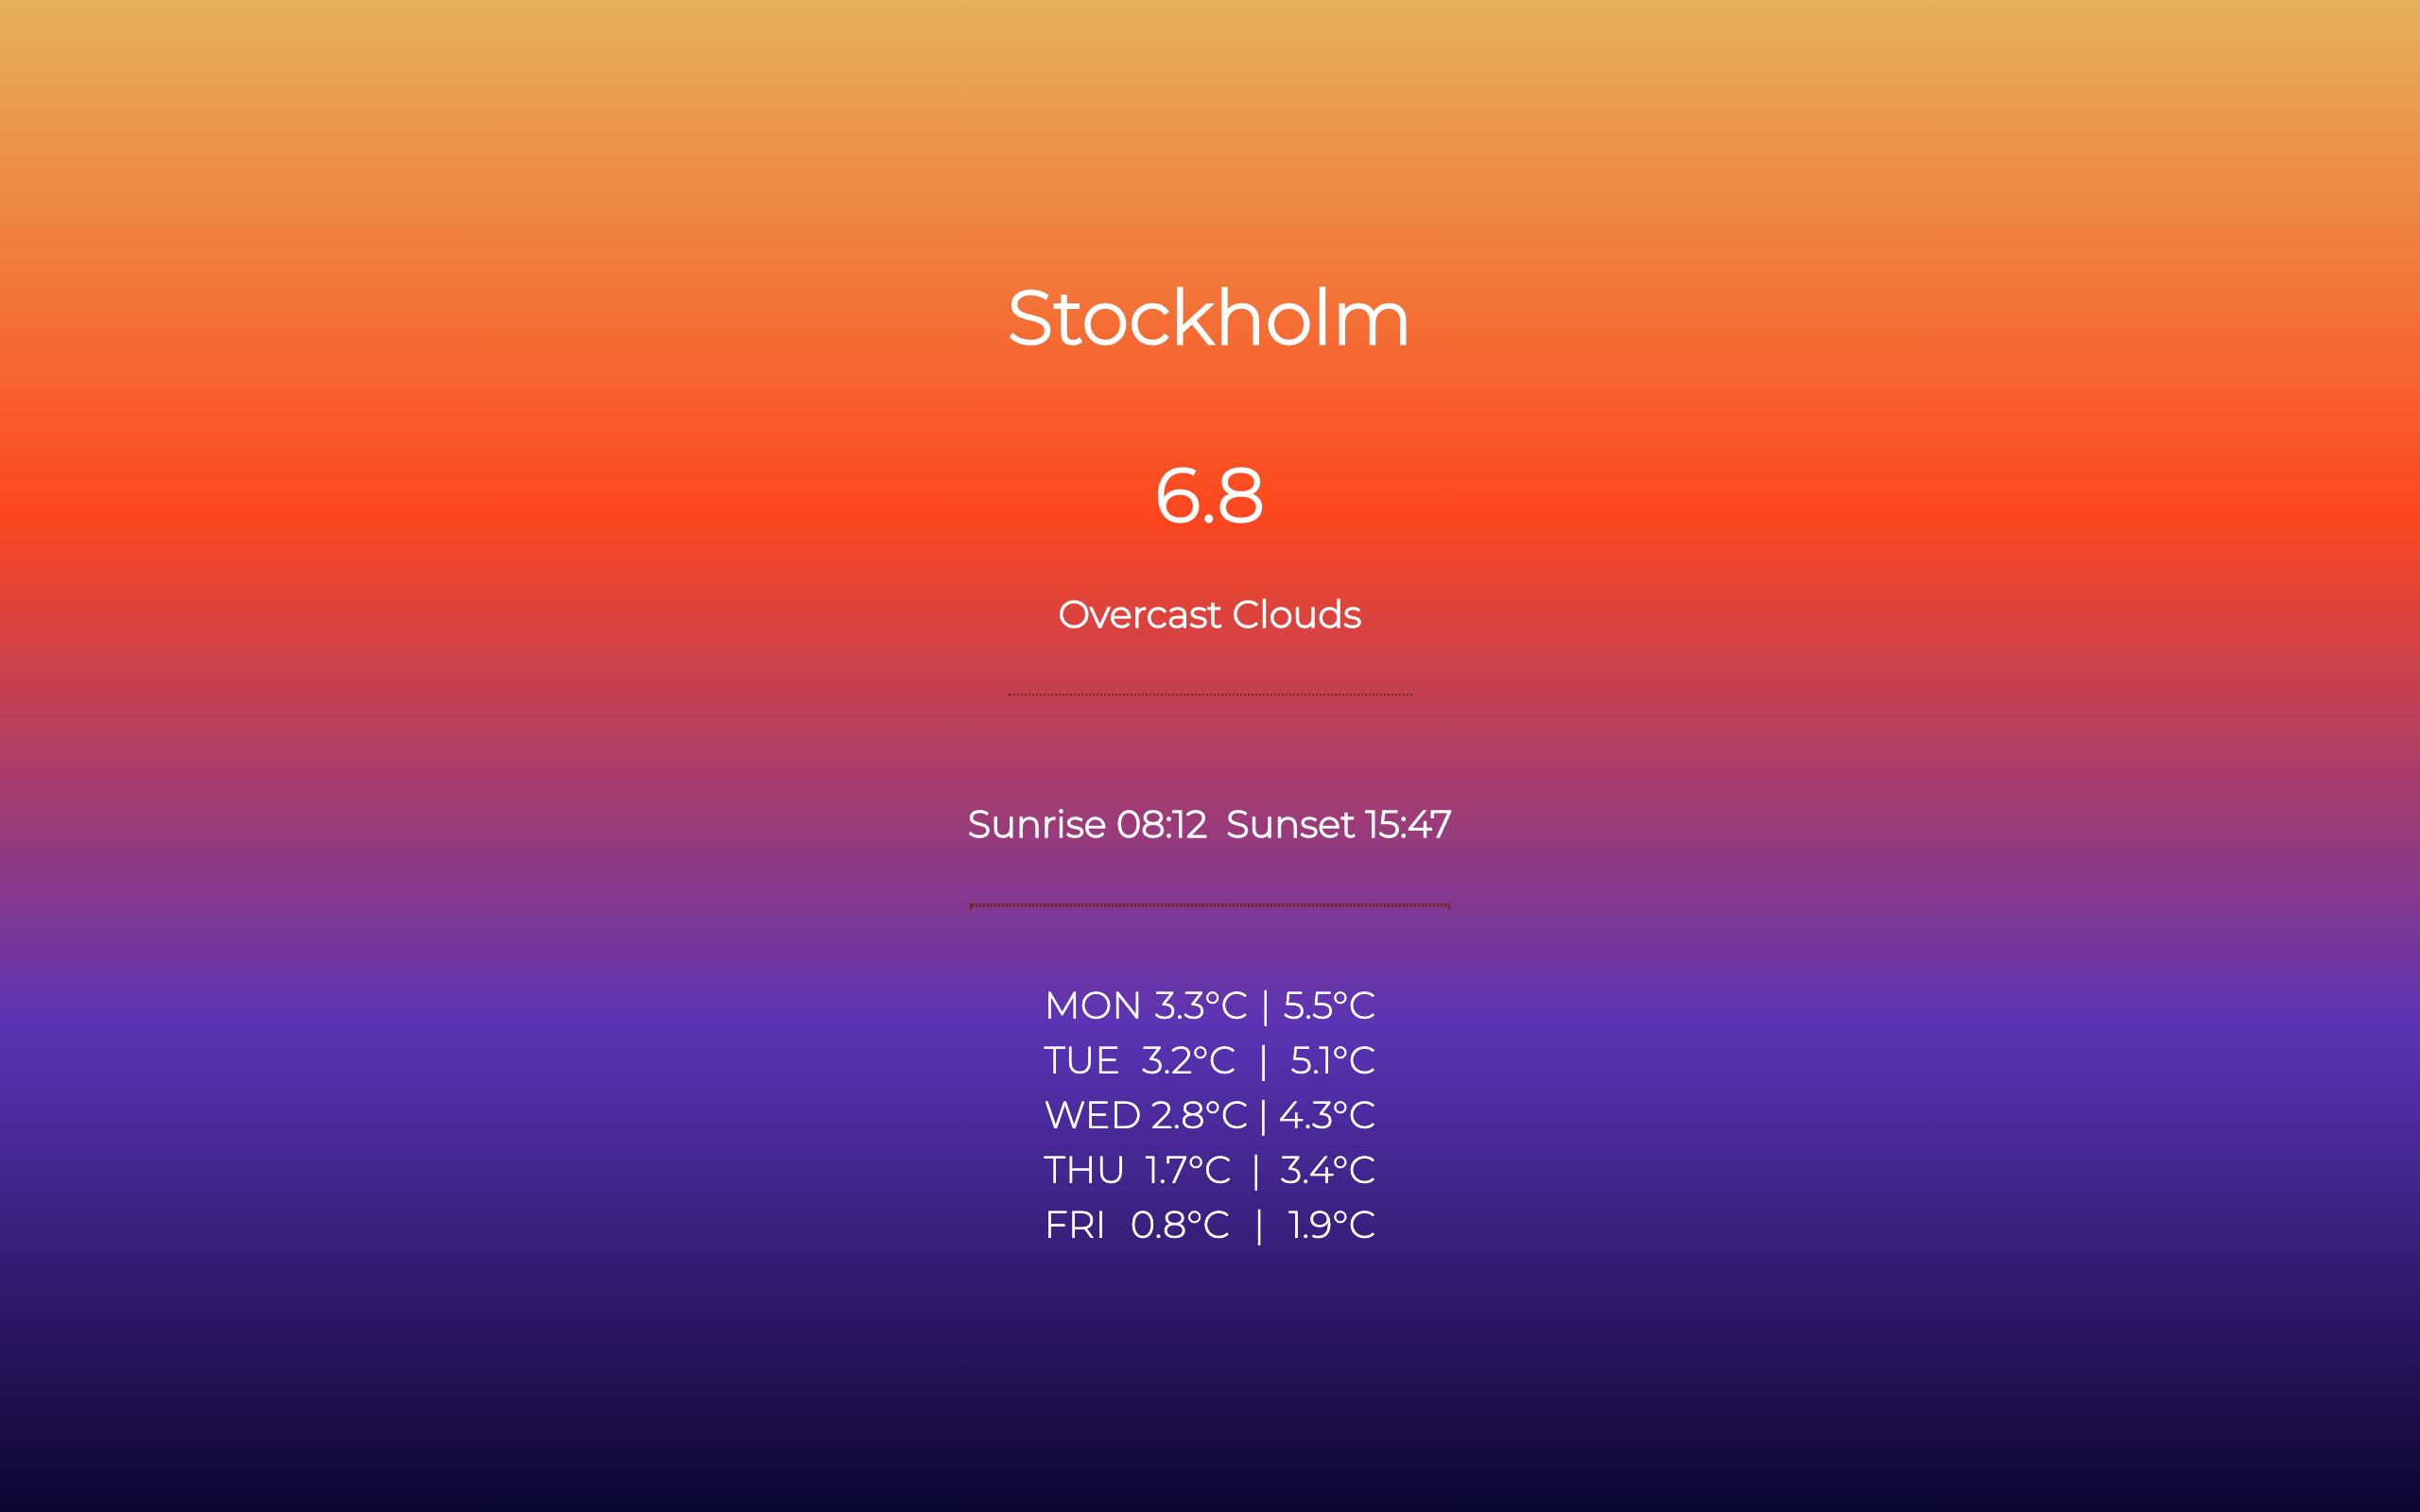 Stockholm
6.8
Overcast Clouds
Sunrise 08:12 Sunset 15:47
MON 3.3°C | 5.5°C
TUE 3.2°C | 5.1°C
WED 2.8°C | 4.3°C
THU 1.7°C | 3.4°C
FRI 0.8°C | 1.9°C